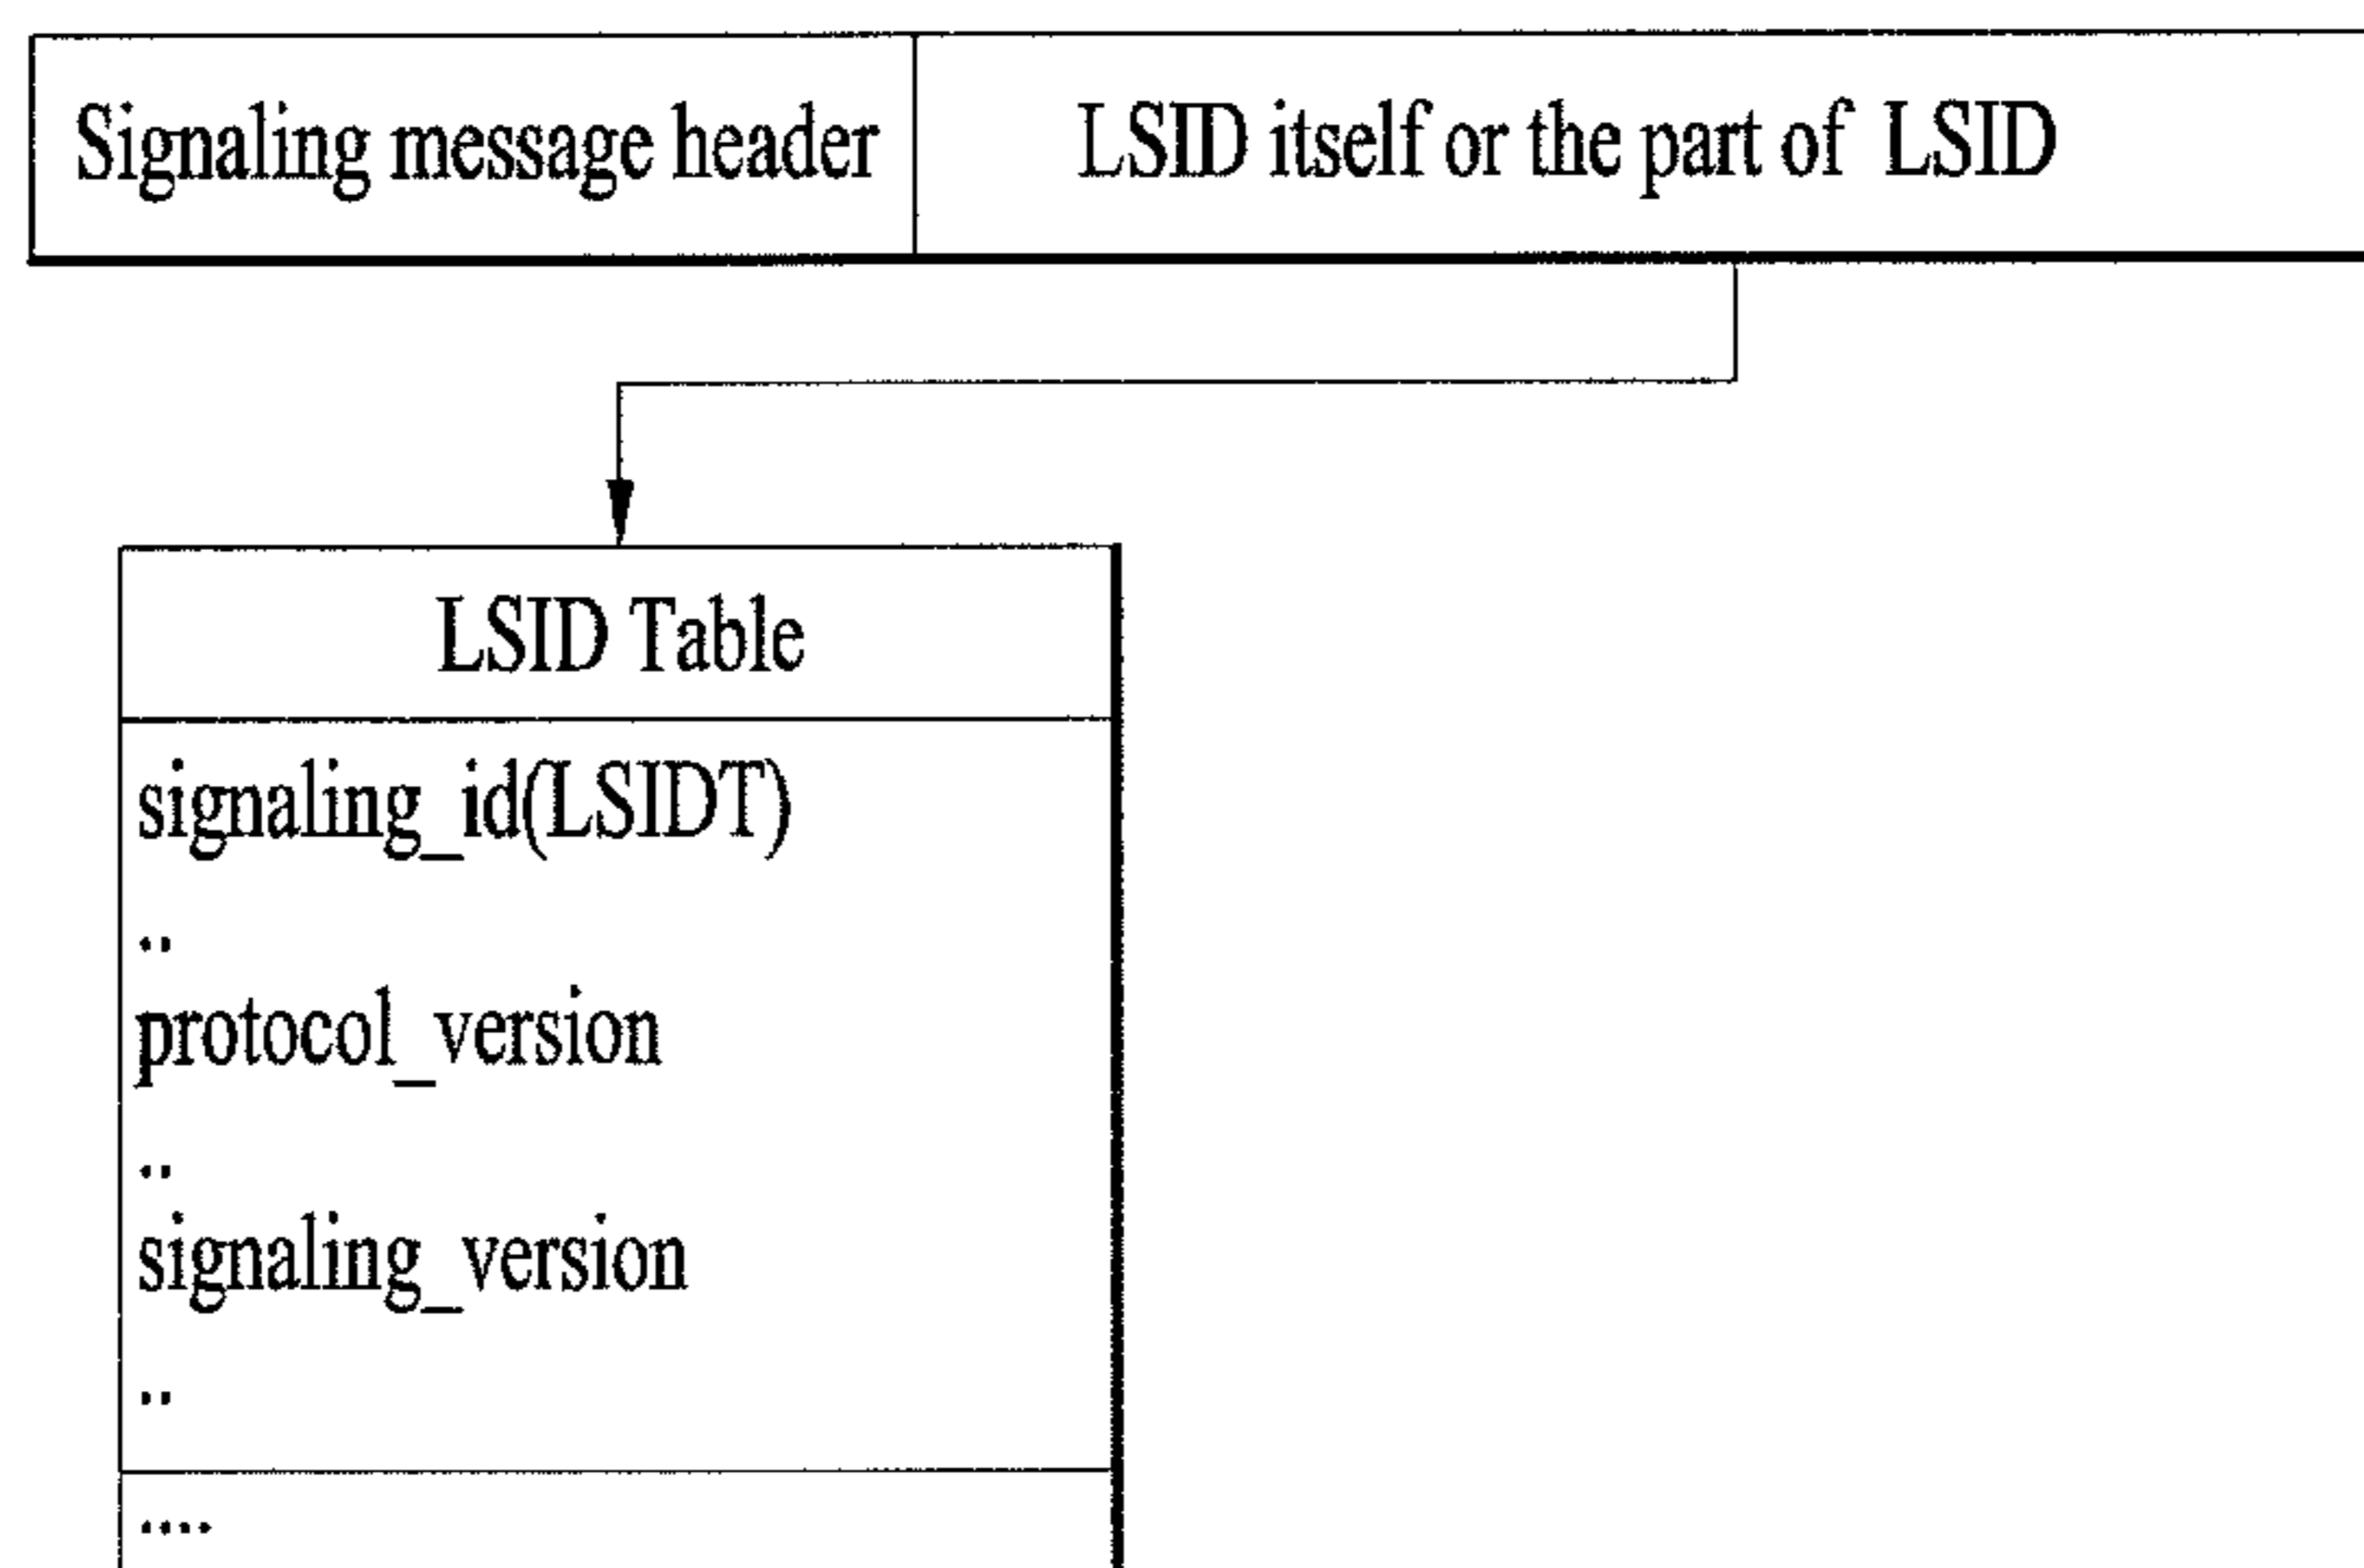 Signaling message header
LSID itself or the part of LSID
LSID Table
signaling_id(LSIDT)
..
protocol_version
..
signaling_version
..
....